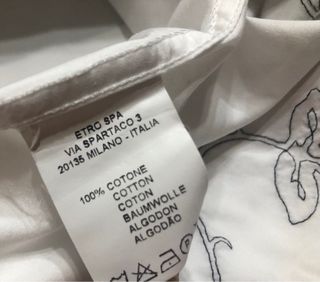 ETRO SPA
VIA SPARTACO 3
20135 MILANO - ITALIA
100% COTONE
COTTON
COTON
BAUMWOLLE
ALGODON
ALGODÃO